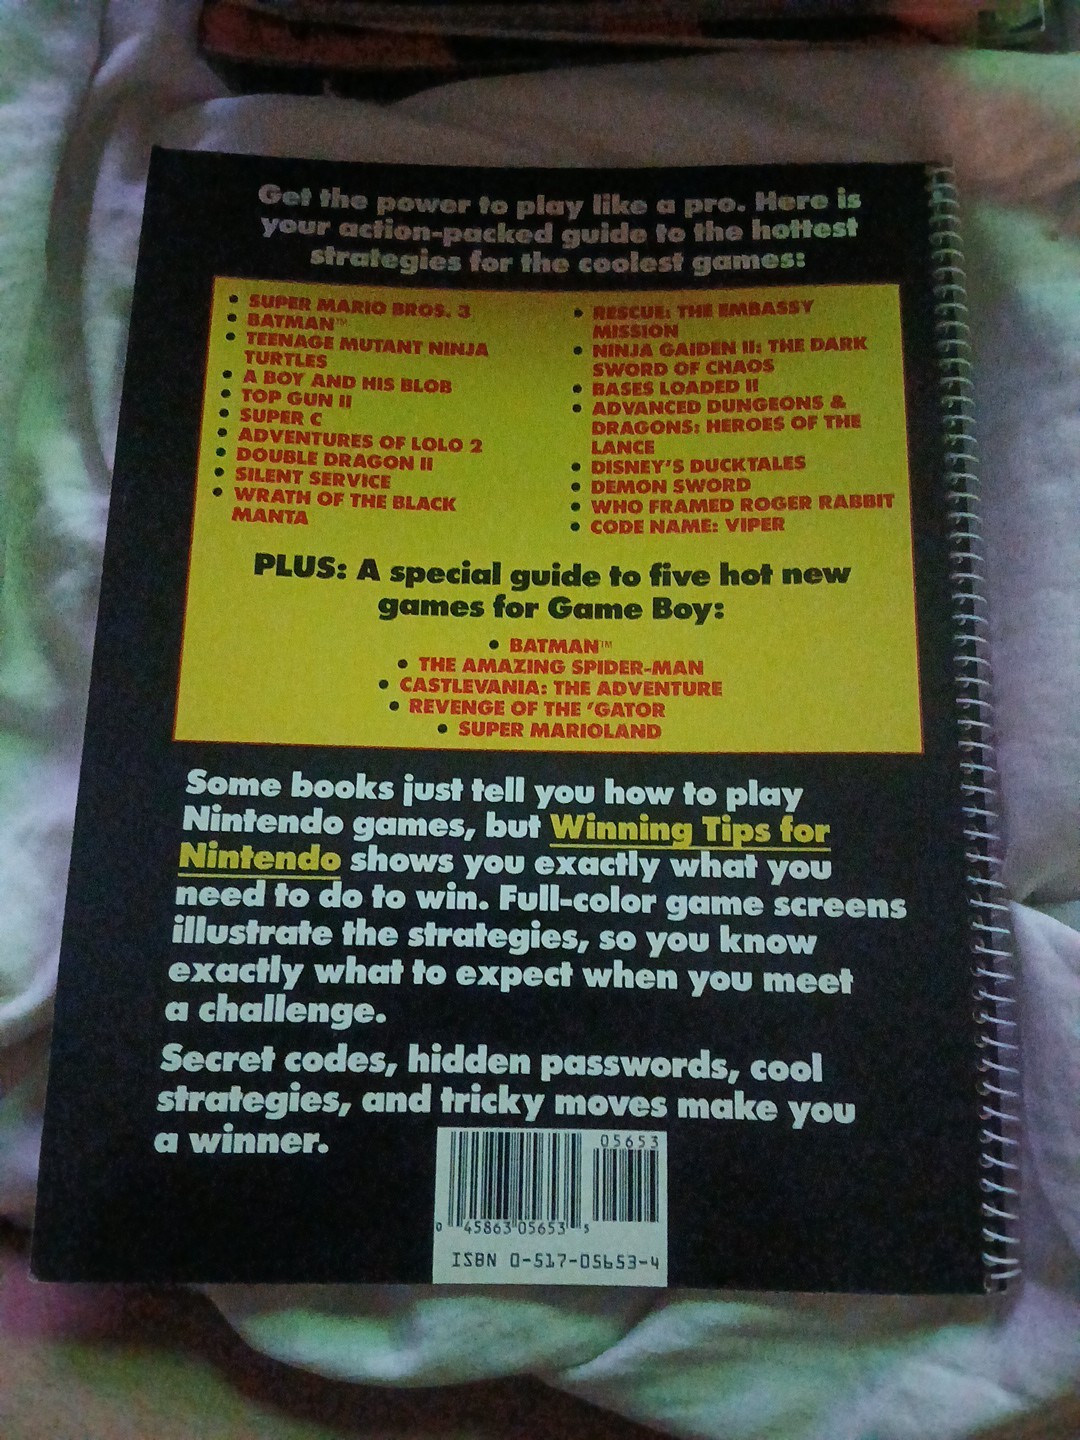 Get the power to play like a pro. Here is
your action-packed guide to the hottest
strategies for the coolest games:
• SUPER MARIO BROS. 3
• BATMAN™
• TEENAGE MUTANT NINJA
TURTLES
• A BOY AND HIS BLOB
• TOP GUN II
• SUPER C
• ADVENTURES OF LOLO 2
• DOUBLE DRAGON II
• SILENT SERVICE
• WRATH OF THE BLACK
MANTA
• RESCUE: THE EMBASSY
MISSION
• NINJA GAIDEN II: THE DARK
SWORD OF CHAOS
• BASES LOADED II
• ADVANCED DUNGEONS &
DRAGONS: HEROES OF THE
LANCE
• DISNEY'S DUCKTALES
• DEMON SWORD
• WHO FRAMED ROGER RABBIT
• CODE NAME: VIPER
PLUS: A special guide to five hot new
games for Game Boy:
• BATMAN™
• THE AMAZING SPIDER-MAN
• CASTLEVANIA: THE ADVENTURE
• REVENGE OF THE 'GATOR
• SUPER MARIOLAND
Some books just tell you how to play
Nintendo games, but Winning Tips for
Nintendo shows you exactly what you
need to do to win. Full-color game screens
illustrate the strategies, so you know
exactly what to expect when you meet
a challenge.
Secret codes, hidden passwords, cool
strategies, and tricky moves make you
a winner.
05653
0 45863 05653 5
ISBN 0-517-05653-4